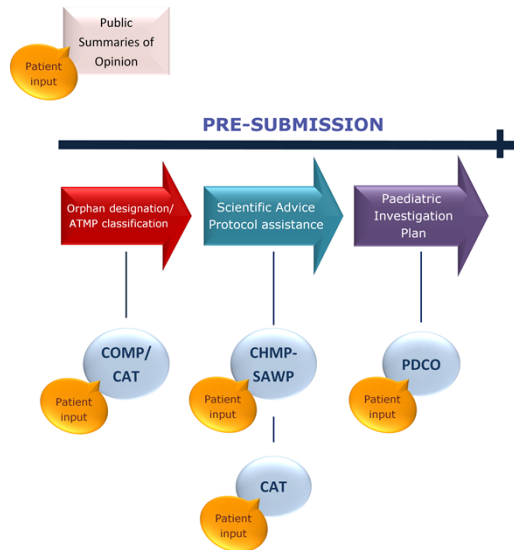 Public
Summaries of
Opinion
Patient
input
PRE-SUBMISSION
Orphan designation/
ATMP classification
Scientific Advice
Protocol assistance
Paediatric
Investigation
Plan
COMP/
CAT
Patient
input
CHMP-
SAWP
Patient
input
PDCO
Patient
input
CAT
Patient
input